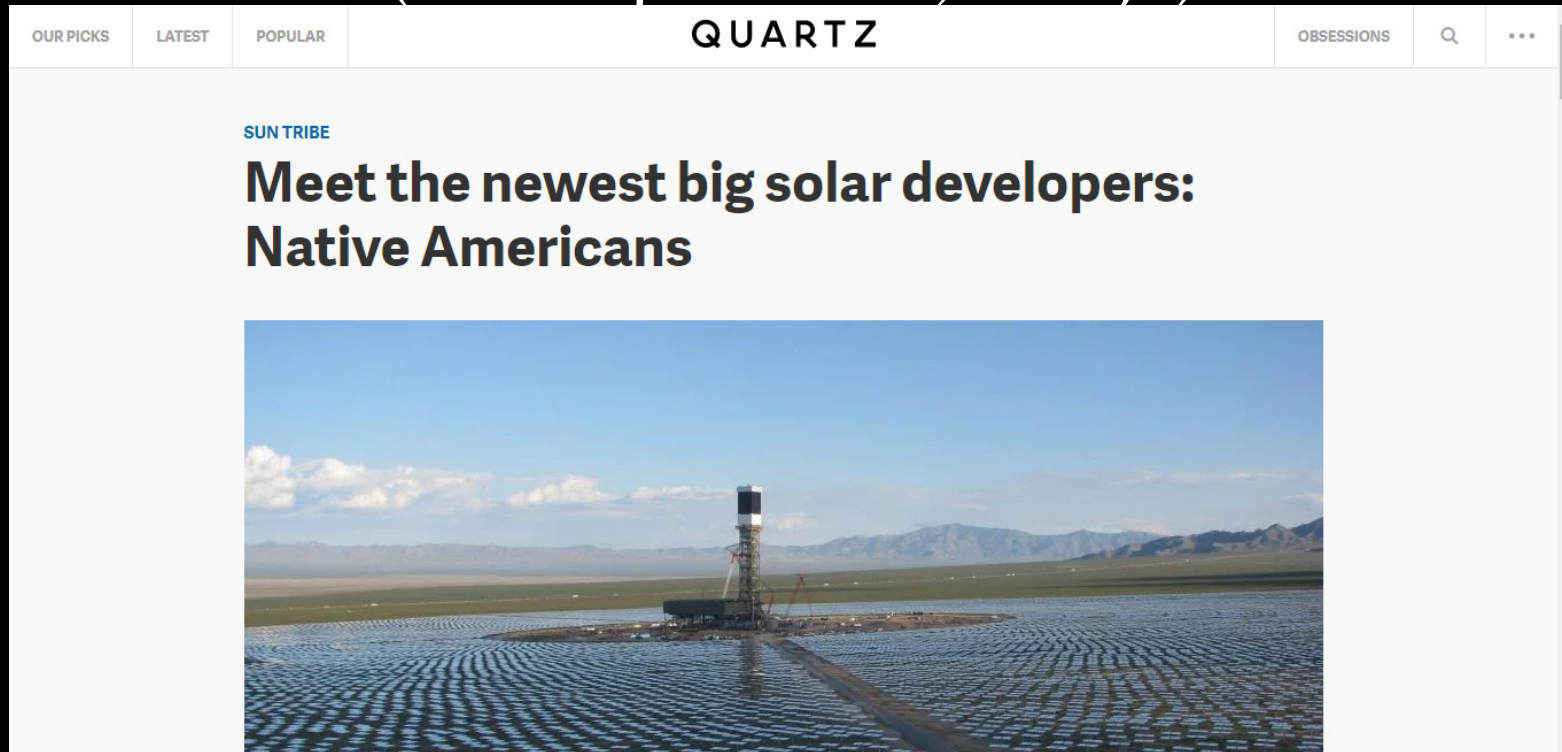 OUR PICKS LATEST POPULAR QUARTZ OBSESSIONS
SUN TRIBE
Meet the newest big solar developers:
Native Americans